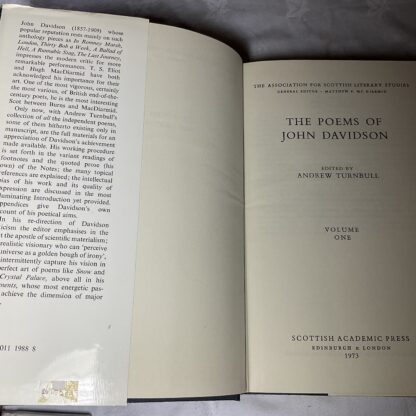 John Davidson (1857-1909) whose
popular reputation rests mainly on such
anthology pieces as In Romney Marsh,
London, Thirty Bob a Week, A Ballad of
Hell, A Runnable Stag, The Last Journey,
impresses the modern critic for more
remarkable performances. T. S. Eliot
and Hugh MacDiarmid have both
acknowledged his importance for their
art. One of the most vigorous, certainly
the most various, of British end-of-the-
century poets, he is the most interesting
Scot between Burns and MacDiarmid.
Only now, with Andrew Turnbull's
collection of all the independent poems,
some of them hitherto existing only in
manuscript, are the full materials for an
appreciation of Davidson's achievement
made available. His working procedure
is set forth in the variant readings of
footnotes and the quoted prose (his
own) of the Notes; the many topical
references are explained; the intellectual
bias of his work and its quality of
expression are discussed in the most
illuminating Introduction yet provided.
Appendices give Davidson's own
account of his poetical aims.
In his re-direction of Davidson
criticism the editor emphasises in the
the apostle of scientific materialism;
realistic visionary who can 'perceive
universe as a golden bough of irony',
intermittently capture his vision in
perfect art of poems like Snow and
Crystal Palace, above all in his
ments, whose most energetic pas-
achieve the dimension of major
011 1988 8
THE ASSOCIATION FOR SCOTTISH LITERARY STUDIES
GENERAL EDITOR – MATTHEW P. MCDIARMID
THE POEMS OF
JOHN DAVIDSON
EDITED BY
ANDREW TURNBULL
VOLUME
ONE
SCOTTISH ACADEMIC PRESS
EDINBURGH & LONDON
1973